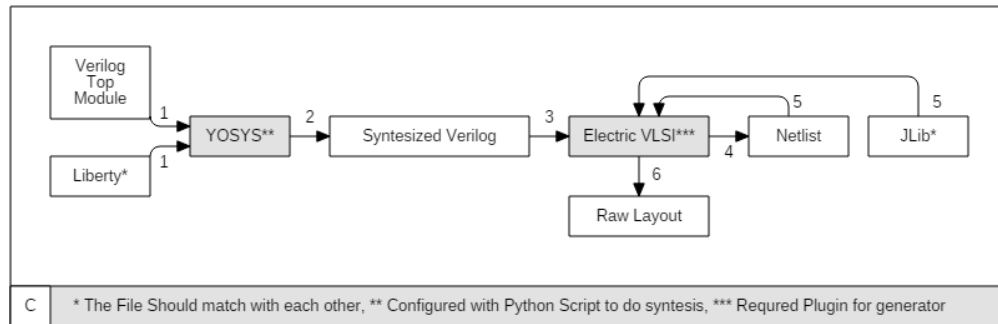 Verilog
Top
Module
1
Liberty*
1
YOSYS**
2
Syntesized Verilog
3
Electric VLSI***
4
Netlist
5
JLib*
5
6
Raw Layout
C
* The File Should match with each other, ** Configured with Python Script to do syntesis, *** Requred Plugin for generator